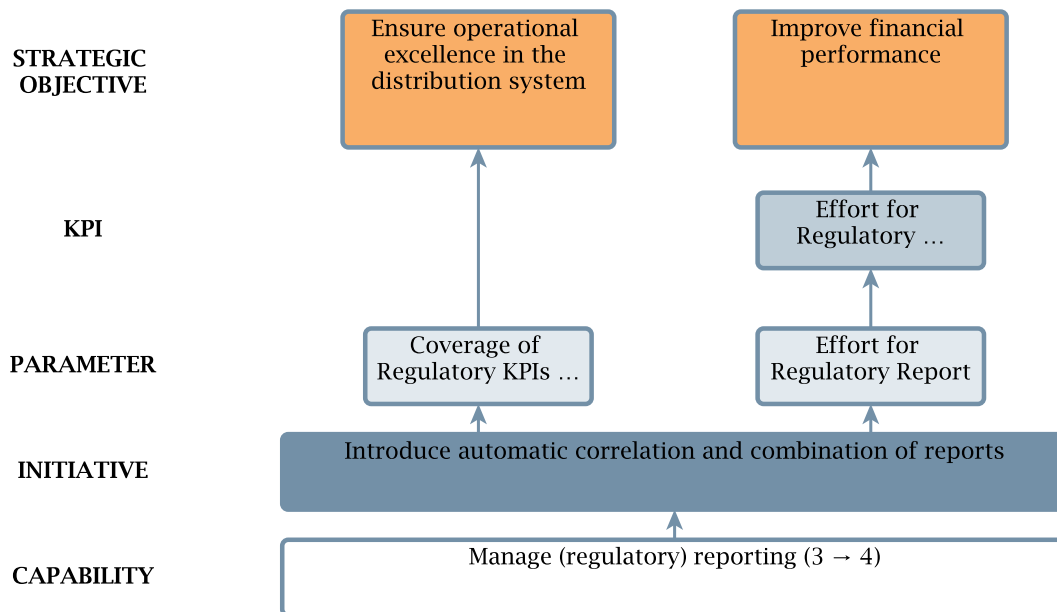 STRATEGIC
OBJECTIVE
Ensure operational
excellence in the
distribution system
Improve financial
performance
KPI
Effort for
Regulatory …
PARAMETER
Coverage of
Regulatory KPIs …
Effort for
Regulatory Report
INITIATIVE
Introduce automatic correlation and combination of reports
CAPABILITY
Manage (regulatory) reporting (3 → 4)